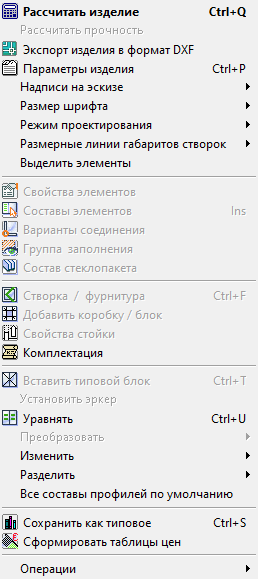 Рассчитать изделие Ctrl+Q
Рассчитать прочность
Экспорт изделия в формат DXF
Параметры изделия Ctrl+P
Надписи на эскизе
Размер шрифта
Режим проектирования
Размерные линии габаритов створок
Выделить элементы
Свойства элементов
Составы элементов Ins
Варианты соединения
Группа заполнения
Состав стеклопакета
Створка / фурнитура Ctrl+F
Добавить коробку / блок
Свойства стойки
Комплектация
Вставить типовой блок Ctrl+T
Установить эркер
Уравнять Ctrl+U
Преобразовать
Изменить
Разделить
Все составы профилей по умолчанию
Сохранить как типовое Ctrl+S
Сформировать таблицы цен
Операции